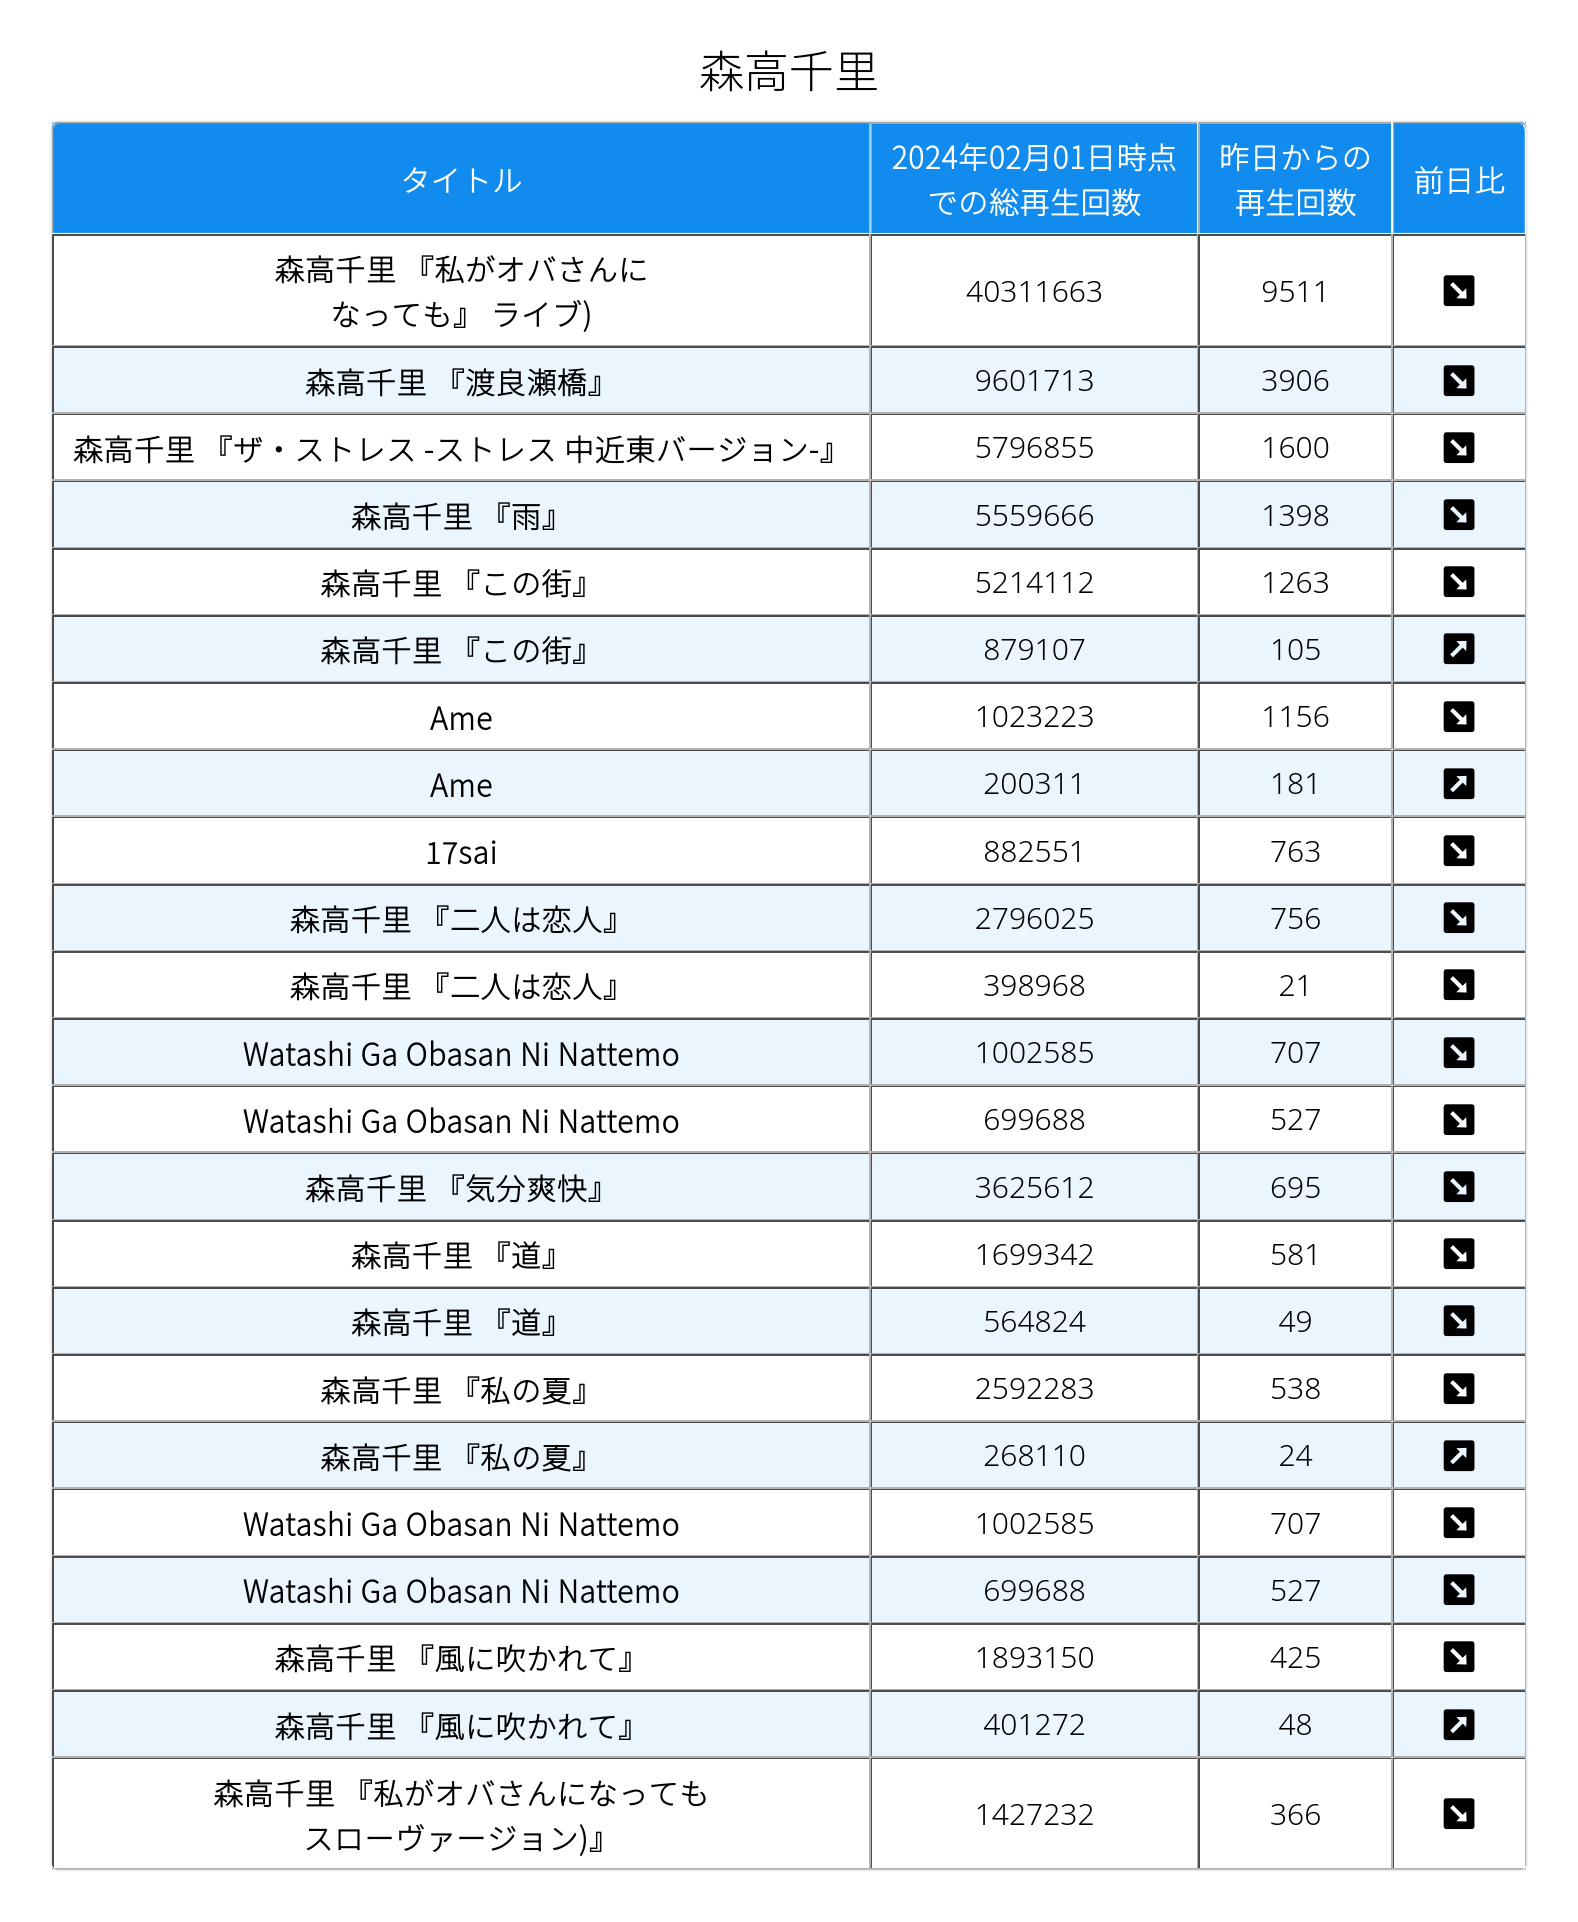 森高千里
タイトル
2024年02月01日時点
での総再生回数
昨日からの
再生回数
前日比
森高千里 『私がオバさんに
なっても』 ライブ)
40311663
9511
森高千里 『渡良瀬橋』
9601713
3906
森高千里 『ザ・ストレス -ストレス 中近東バージョン-』
5796855
1600
森高千里 『雨』
5559666
1398
森高千里 『この街』
5214112
1263
森高千里 『この街』
879107
105
Ame
1023223
1156
Ame
200311
181
17sai
882551
763
森高千里 『二人は恋人』
2796025
756
森高千里 『二人は恋人』
398968
21
Watashi Ga Obasan Ni Nattemo
1002585
707
Watashi Ga Obasan Ni Nattemo
699688
527
森高千里 『気分爽快』
3625612
695
森高千里 『道』
1699342
581
森高千里 『道』
564824
49
森高千里 『私の夏』
2592283
538
森高千里 『私の夏』
268110
24
Watashi Ga Obasan Ni Nattemo
1002585
707
Watashi Ga Obasan Ni Nattemo
699688
527
森高千里 『風に吹かれて』
1893150
425
森高千里 『風に吹かれて』
401272
48
森高千里 『私がオバさんになっても
スローヴァージョン)』
1427232
366